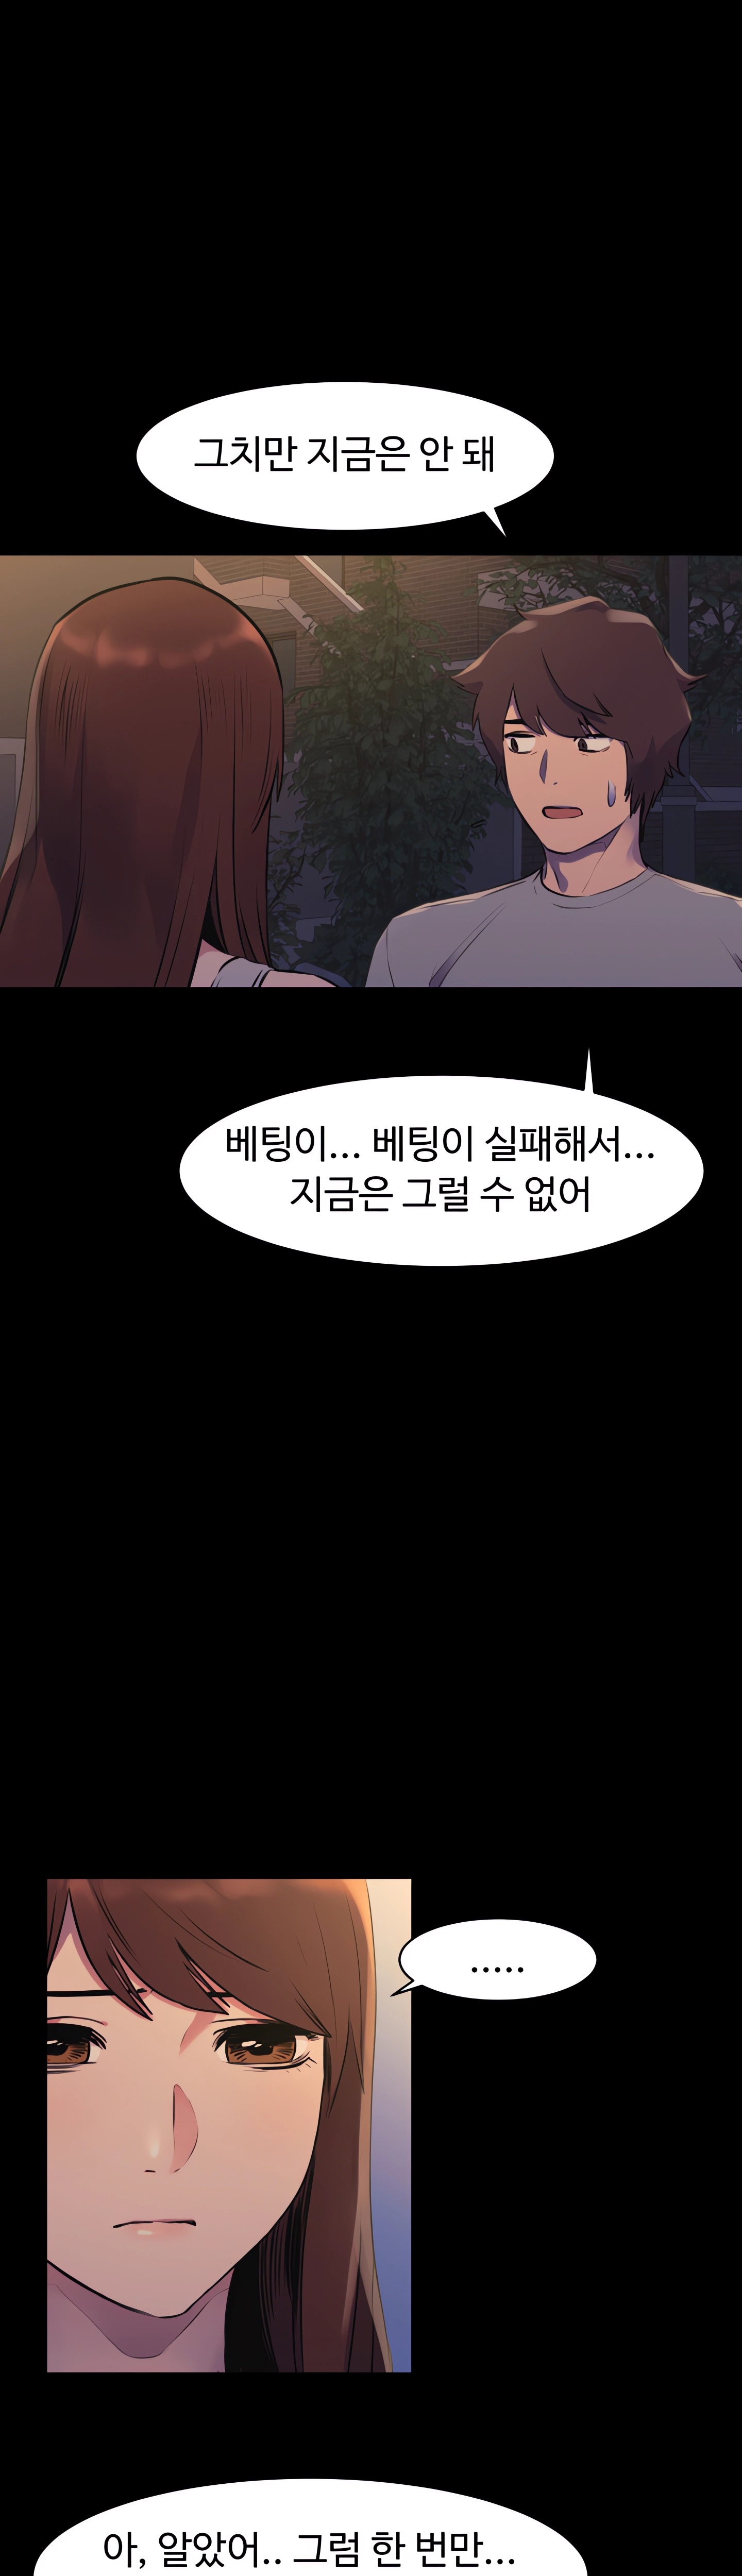 그치만 지금은 안 돼
베팅이... 베팅이 실패해서...
지금은 그럴 수 없어
.....
아, 알았어.. 그럼 한 번만...